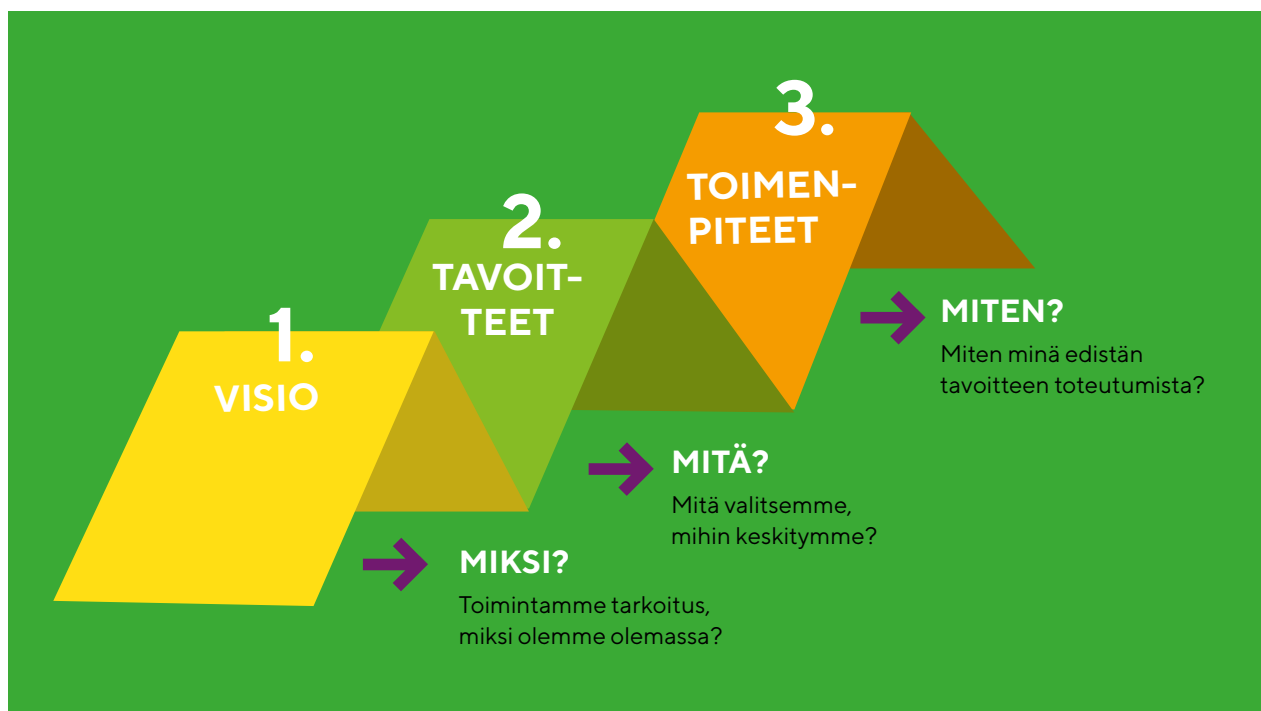 1.
VISIO
MIKSI?
Toimintamme tarkoitus,
miksi olemme olemassa?
2.
TAVOIT-
TEET
MITÄ?
Mitä valitsemme,
mihin keskitymme?
3.
TOIMEN-
PITEET
MITEN?
Miten minä edistän
tavoitteen toteutumista?